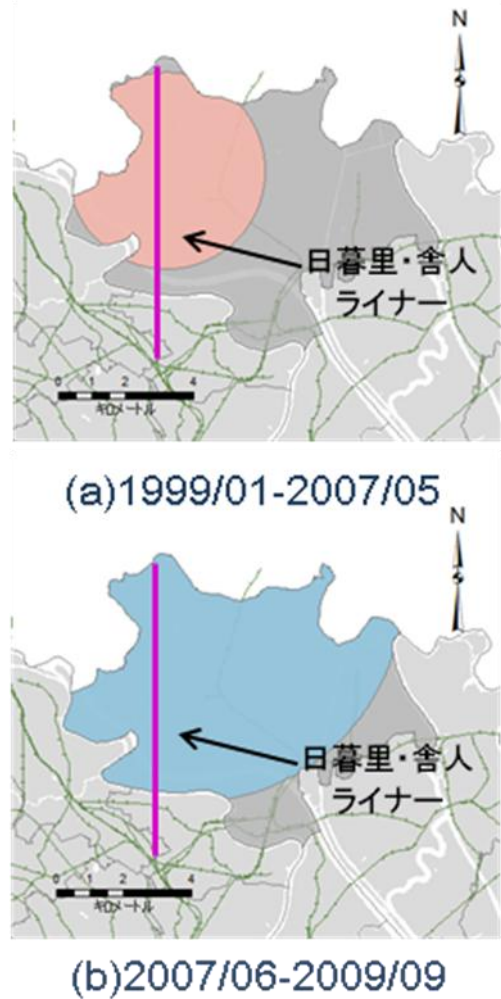 N
日暮里・舎人
ライナー
0 1 2 4
キロメートル
(a)1999/01-2007/05
N
日暮里・舎人
ライナー
0 1 2 4
キロメートル
(b)2007/06-2009/09